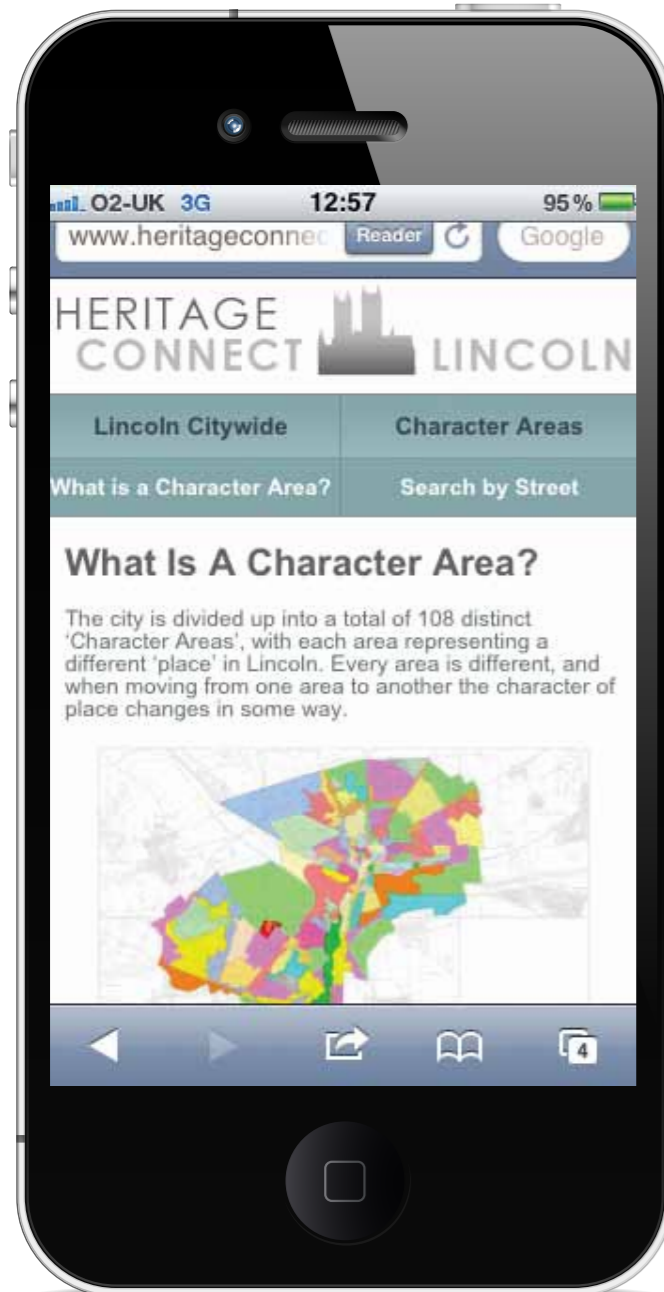 O2-UK 3G 12:57 95%
www.heritageconnec Reader Google
HERITAGE
CONNECT LINCOLN
Lincoln Citywide Character Areas
What is a Character Area? Search by Street
What Is A Character Area?
The city is divided up into a total of 108 distinct
‘Character Areas’, with each area representing a
different ‘place’ in Lincoln. Every area is different, and
when moving from one area to another the character of
place changes in some way.
4